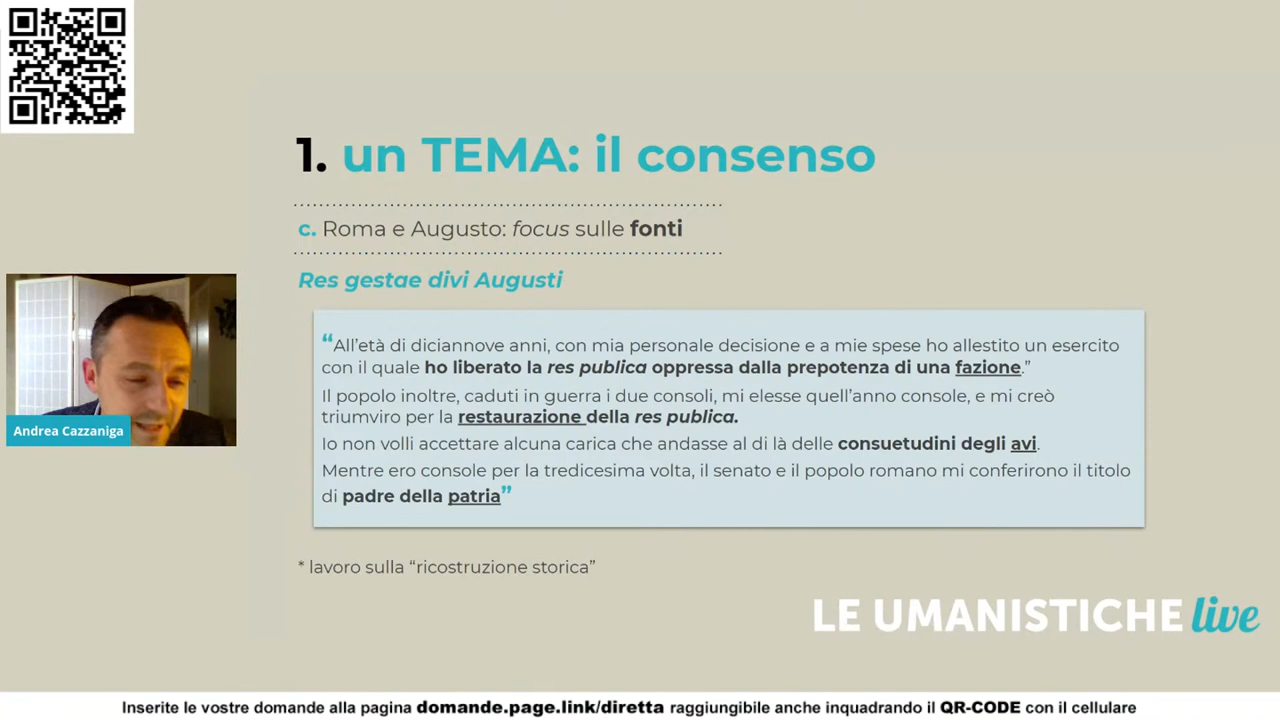 1. un TEMA: il consenso
c. Roma e Augusto: focus sulle fonti
Res gestae divi Augusti
“All’età di diciannove anni, con mia personale decisione e a mie spese ho allestito un esercito
con il quale ho liberato la res publica oppressa dalla prepotenza di una fazione.”
Il popolo inoltre, caduti in guerra i due consoli, mi elesse quell’anno console, e mi creò
triumviro per la restaurazione della res publica.
Io non volli accettare alcuna carica che andasse al di là delle consuetudini degli avi.
Mentre ero console per la tredicesima volta, il senato e il popolo romano mi conferirono il titolo
di padre della patria”
Andrea Cazzaniga
* lavoro sulla “ricostruzione storica”
LE UMANISTICHE live
Inserite le vostre domande alla pagina domande.page.link/diretta raggiungibile anche inquadrando il QR-CODE con il cellulare